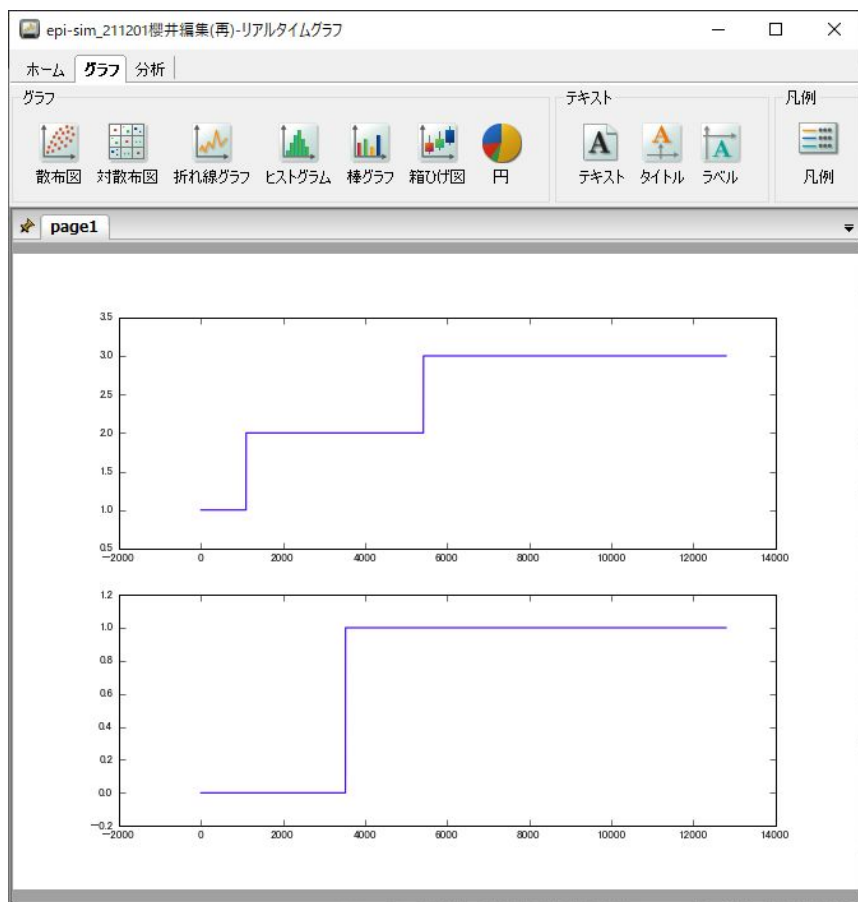 epi-sim_211201櫻井編集(再)-リアルタイムグラフ
ホーム グラフ 分析
グラフ テキスト 凡例
散布図 対散布図 折れ線グラフ ヒストグラム 棒グラフ 箱ひげ図 円 テキスト タイトル ラベル 凡例
page1
3.5
3.0
2.5
2.0
1.5
1.0
0.5
−2000 0 2000 4000 6000 8000 10000 12000 14000
1.2
1.0
0.8
0.6
0.4
0.2
0.0
−0.2
−2000 0 2000 4000 6000 8000 10000 12000 14000